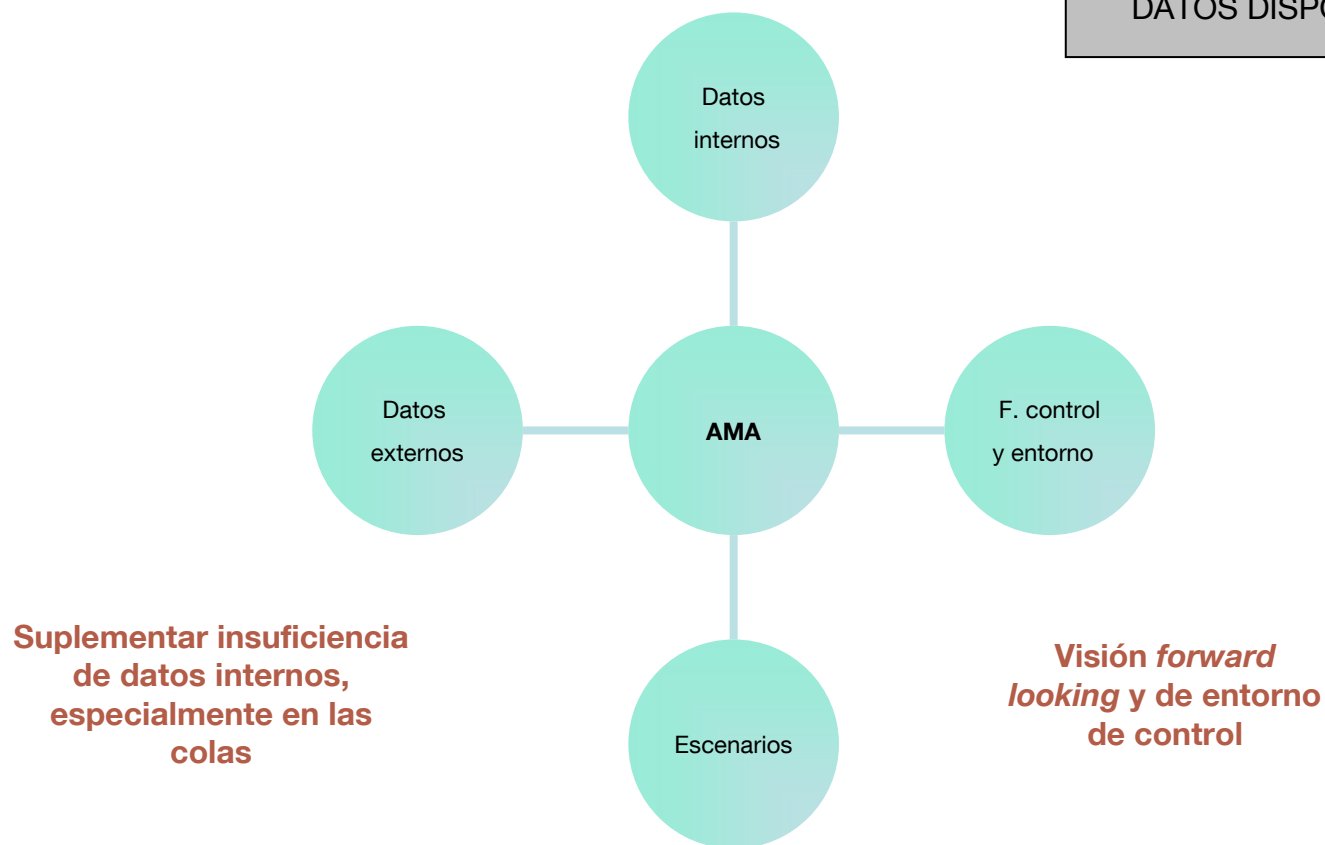 DATOS
Datos
internos
Datos
externos
AMA
F. control
y entorno
Suplementar insuficiencia
de datos internos,
especialmente en las
colas
Visión forward
looking y de entorno
de control
Escenarios